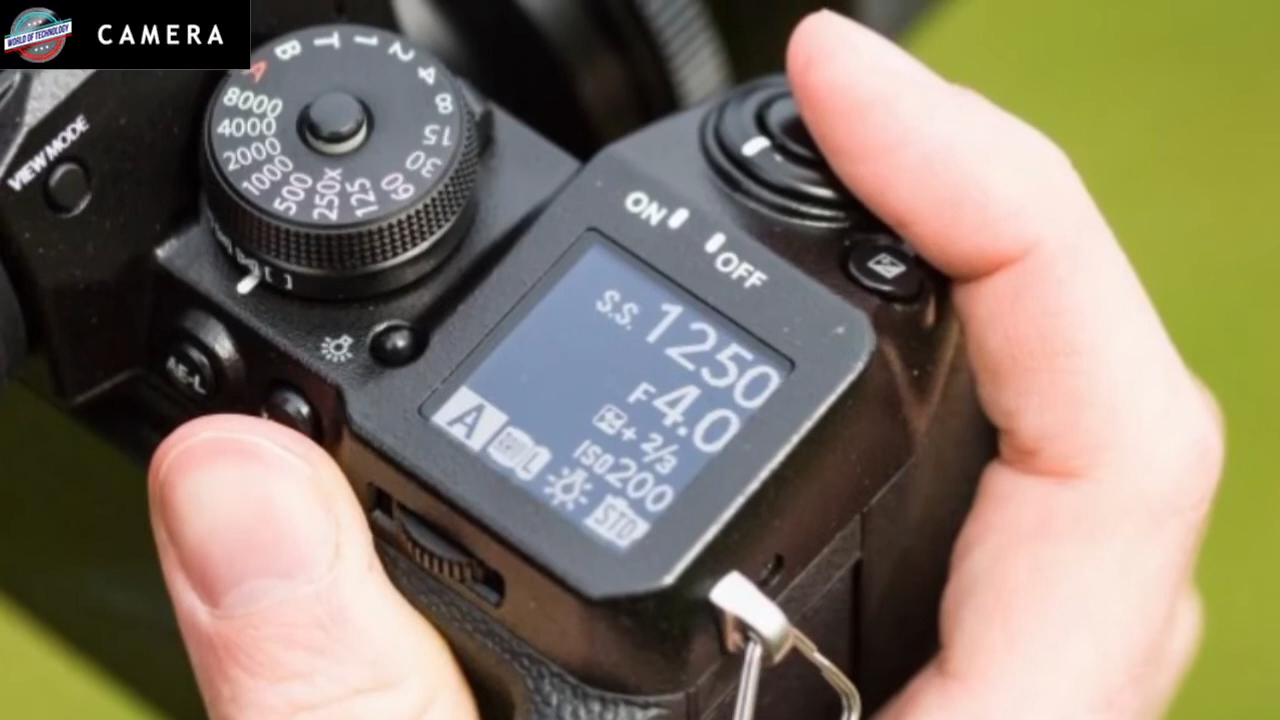 WORLD OF TECHNOLOGY
CAMERA
VIEW MODE
A
B
T
1
2
4
8
15
30
60
125
250x
500
1000
2000
4000
8000
ON
OFF
AE-L
S.S. 1250
F4.0
+ 2/3
ISO200
A
L
STD